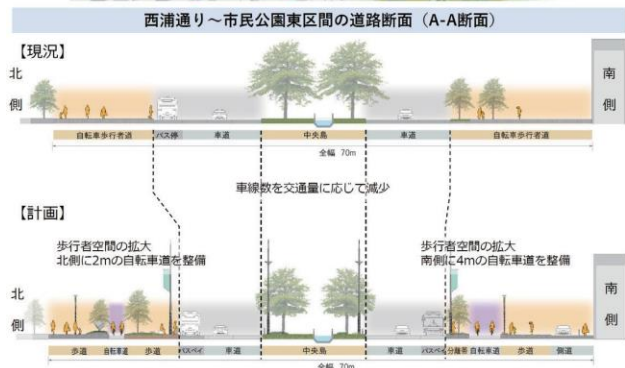 西浦通り～市民公園東区間の道路断面（A-A断面）
【現況】
北側
南側
自転車歩行者道 バス停 車道 中央島 車道 自転車歩行者道
全幅 70m
車線数を交通量に応じて減少
【計画】
歩行者空間の拡大
北側に2mの自転車道を整備
歩行者空間の拡大
南側に4mの自転車道を整備
北側
南側
歩道 自転車道 歩道 バスベイ 車道 中央島 車道 バスベイ 分離帯 自転車道 歩道 側道
全幅 70m